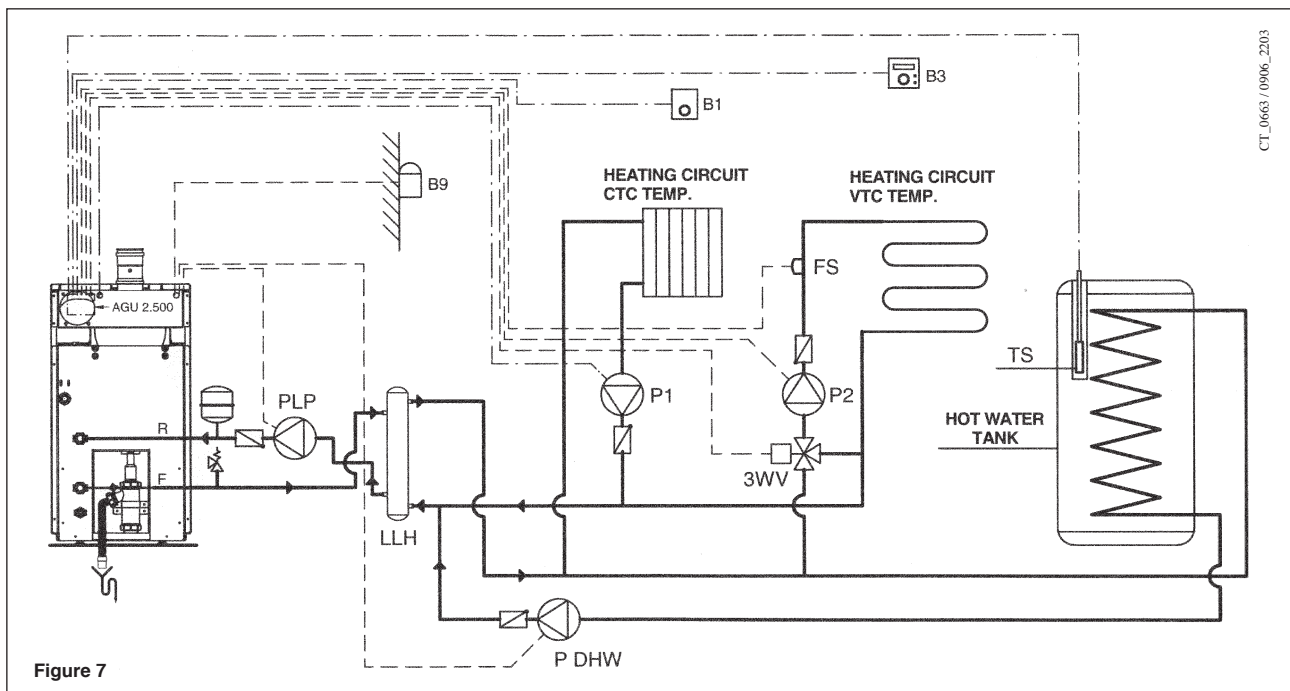 CT_0663 / 0906_2203
B3
B1
B9
HEATING CIRCUIT
CTC TEMP.
HEATING CIRCUIT
VTC TEMP.
FS
AGU 2.500
TS
PLP
P1
P2
R
HOT WATER
TANK
3WV
F
LLH
P DHW
Figure 7